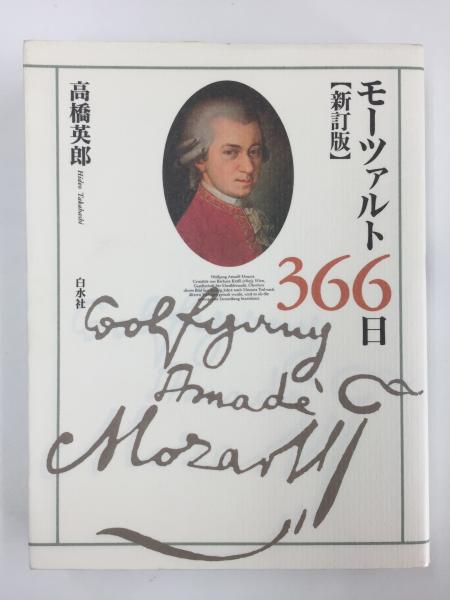 モーツァルト
366日
【新訂版】
高橋英郎
Hideo Takahashi
白水社
Wolfgang Amadè
Mozart